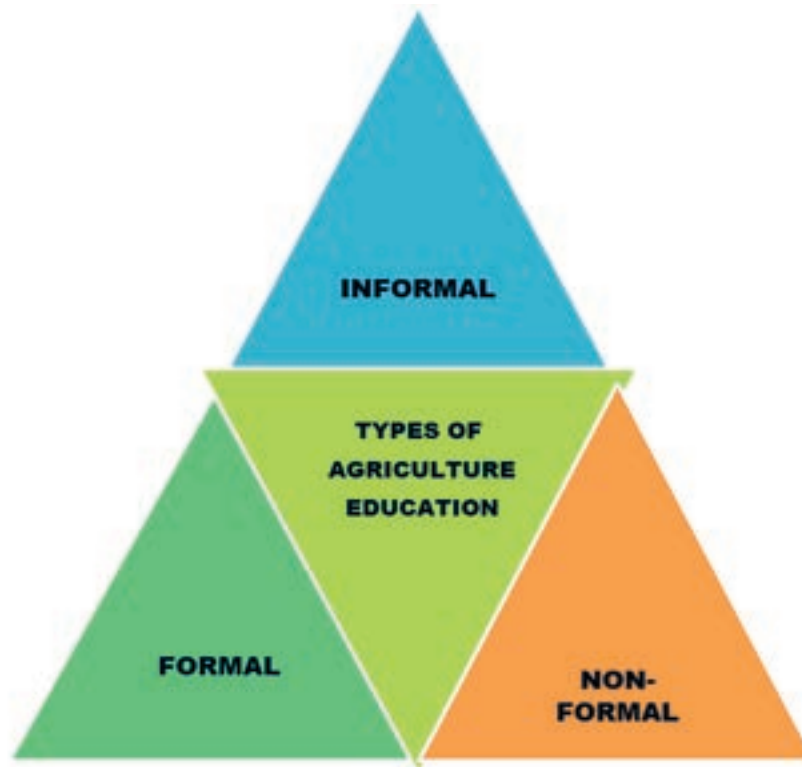 INFORMAL
TYPES OF
AGRICULTURE
EDUCATION
FORMAL
NON-
FORMAL